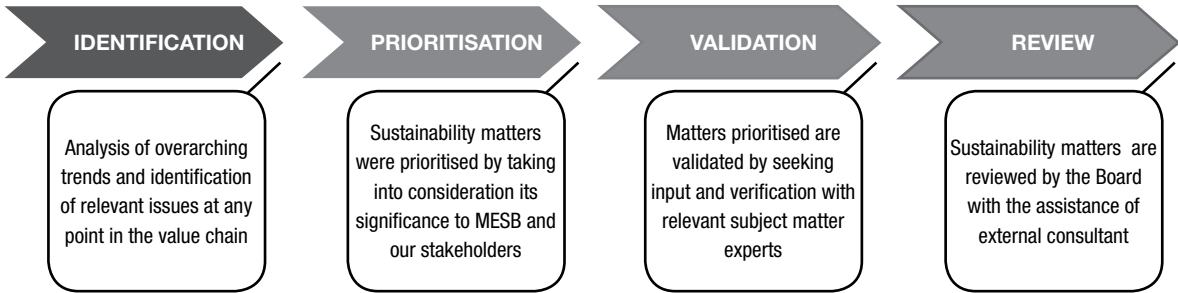 IDENTIFICATION
Analysis of overarching
trends and identification
of relevant issues at any
point in the value chain
PRIORITISATION
Sustainability matters
were prioritised by taking
into consideration its
significance to MESB and
our stakeholders
VALIDATION
Matters prioritised are
validated by seeking
input and verification with
relevant subject matter
experts
REVIEW
Sustainability matters are
reviewed by the Board
with the assistance of
external consultant